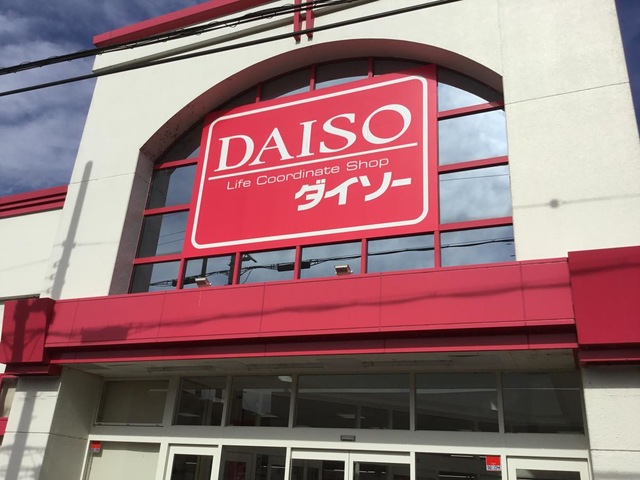 DAISO
Life Coordinate Shop
ダイソー